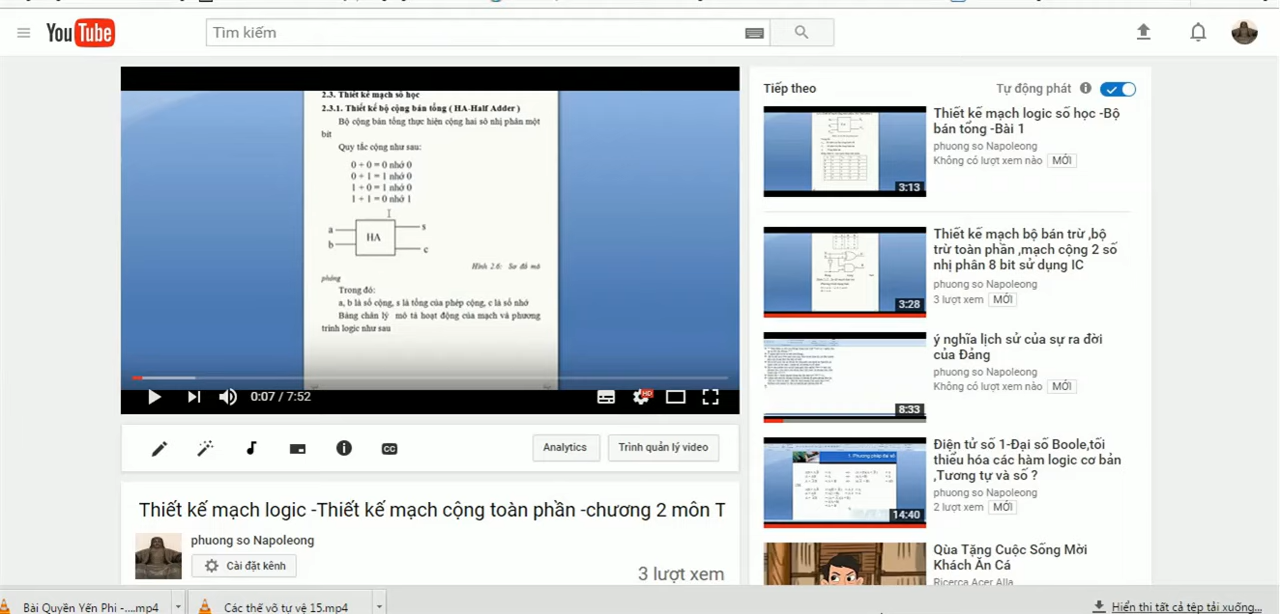 YouTube
Tìm kiếm
2.3. Thiết kế mạch số học
2.3.1. Thiết kế bộ cộng bán tổng ( HA-Half Adder )
Bộ cộng bán tổng thực hiện cộng hai số nhị phân một
bit
Quy tắc cộng như sau:
0 + 0 = 0 nhớ 0
0 + 1 = 1 nhớ 0
1 + 0 = 1 nhớ 0
1 + 1 = 0 nhớ 1
a
b
HA
s
c
Hình 2.6: Sơ đồ mô
phỏng
Trong đó:
a, b là số cộng, s là tổng của phép cộng, c là số nhớ
Bảng chân lý mô tả hoạt động của mạch và phương
trình logic như sau
0:07 / 7:52
HD
CC
Analytics
Trình quản lý video
Thiết kế mạch logic -Thiết kế mạch cộng toàn phần -chương 2 môn T
phuong so Napoleong
Cài đặt kênh
3 lượt xem
Tiếp theo
Tự động phát
3:13
Thiết kế mạch logic số học -Bộ
bán tổng -Bài 1
phuong so Napoleong
Không có lượt xem nào MỚI
3:28
Thiết kế mạch bộ bán trừ ,bộ
trừ toàn phần ,mạch cộng 2 số
nhị phân 8 bit sử dụng IC
phuong so Napoleong
3 lượt xem MỚI
8:33
ý nghĩa lịch sử của sự ra đời
của Đảng
phuong so Napoleong
Không có lượt xem nào MỚI
14:40
Điện tử số 1-Đại số Boole,tối
thiểu hóa các hàm logic cơ bản
,Tương tự và số ?
phuong so Napoleong
2 lượt xem MỚI
Qùa Tặng Cuộc Sống Mời
Khách Ăn Cá
Ricerca Acer Alla
Bài Quyền Yến Phi -....mp4
Các thế võ tự vệ 15.mp4
Hiển thị tất cả tệp tải xuống...